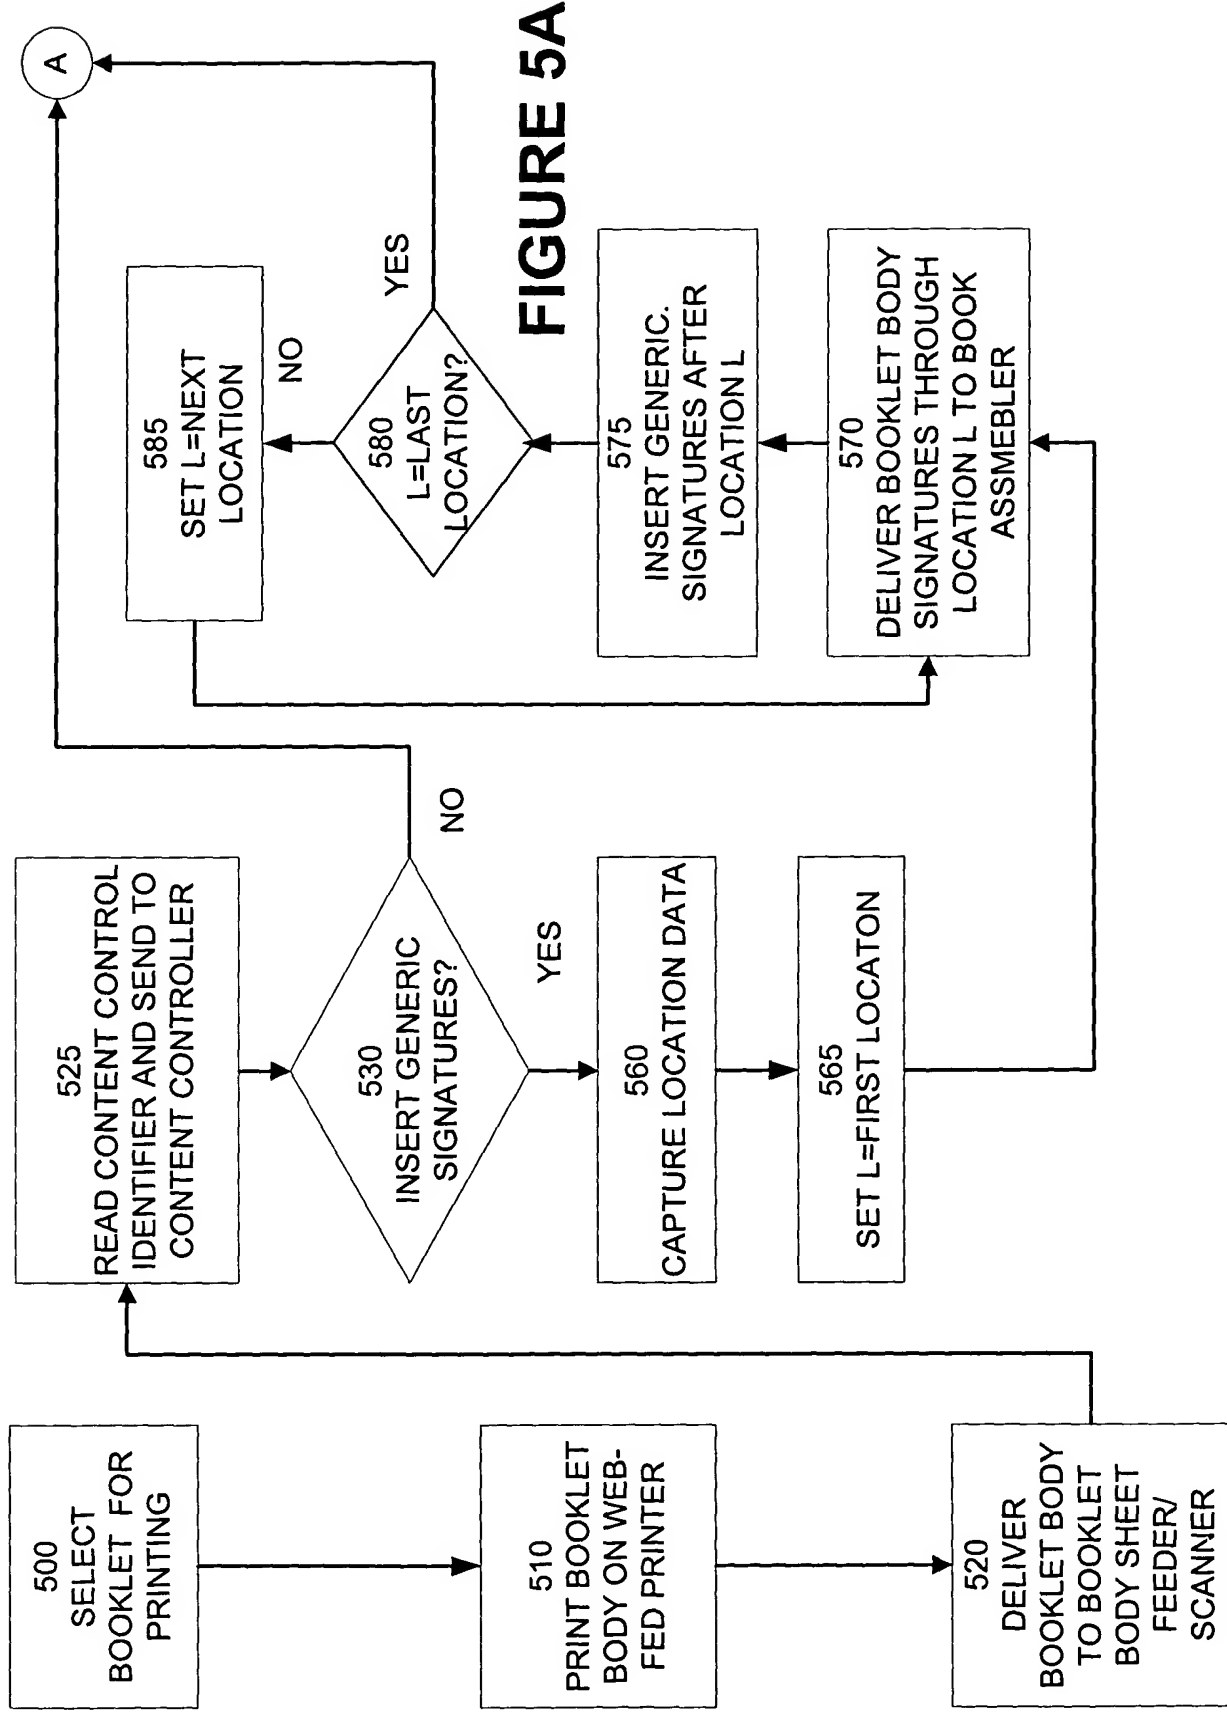 500
SELECT
BOOKLET FOR
PRINTING
510
PRINT BOOKLET
BODY ON WEB-
FED PRINTER
520
DELIVER
BOOKLET BODY
TO BOOKLET
BODY SHEET
FEEDER/
SCANNER
525
READ CONTENT CONTROL
IDENTIFIER AND SEND TO
CONTENT CONTROLLER
530
INSERT GENERIC
SIGNATURES?
NO
YES
560
CAPTURE LOCATION DATA
565
SET L=FIRST LOCATON
585
SET L=NEXT
LOCATION
NO
580
L=LAST
LOCATION?
YES
575
INSERT GENERIC.
SIGNATURES AFTER
LOCATION L
570
DELIVER BOOKLET BODY
SIGNATURES THROUGH
LOCATION L TO BOOK
ASSMEBLER
A
FIGURE 5A